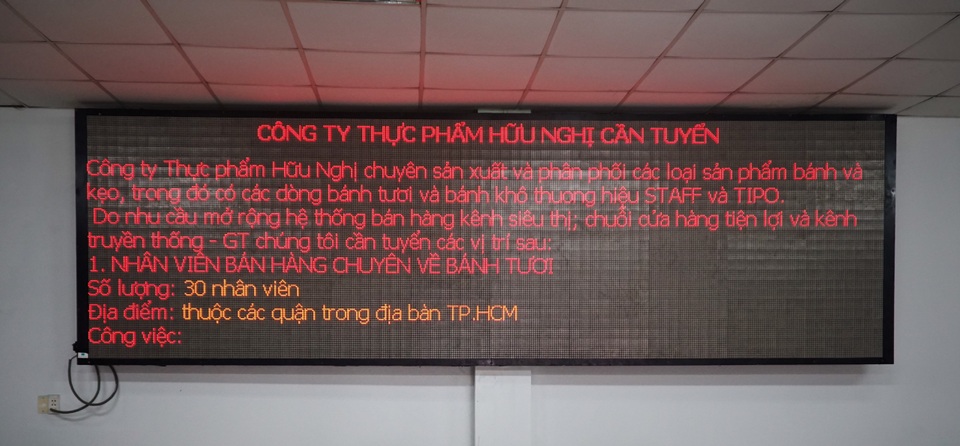 CÔNG TY THỰC PHẨM HỮU NGHỊ CẦN TUYỂN
Công ty Thực phẩm Hữu Nghị chuyên sản xuất và phân phối các loại sản phẩm bánh và
kẹo, trong đó có các dòng bánh tươi và bánh khô thuong hiệu STAFF và TIPO.
Do nhu cầu mở rộng hệ thống bán hàng kênh siêu thị, chuỗi cửa hàng tiện lợi và kênh
truyền thống - GT chúng tôi cần tuyển các vị trí sau:
1. NHÂN VIÊN BÁN HÀNG CHUYÊN VỀ BÁNH TƯƠI
Số lượng: 30 nhân viên
Địa điểm: thuộc các quận trong địa bàn TP.HCM
Công việc: